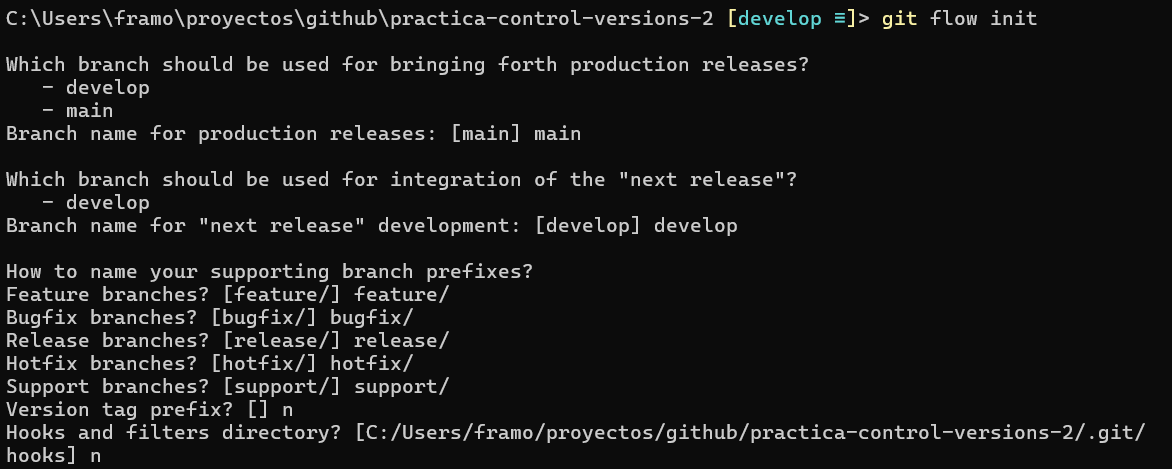 C:\Users\framo\proyectos\github\practica-control-versions-2 [develop ≡]> git flow init
Which branch should be used for bringing forth production releases?
- develop
- main
Branch name for production releases: [main] main
Which branch should be used for integration of the "next release"?
- develop
Branch name for "next release" development: [develop] develop
How to name your supporting branch prefixes?
Feature branches? [feature/] feature/
Bugfix branches? [bugfix/] bugfix/
Release branches? [release/] release/
Hotfix branches? [hotfix/] hotfix/
Support branches? [support/] support/
Version tag prefix? [] n
Hooks and filters directory? [C:/Users/framo/proyectos/github/practica-control-versions-2/.git/
hooks] n